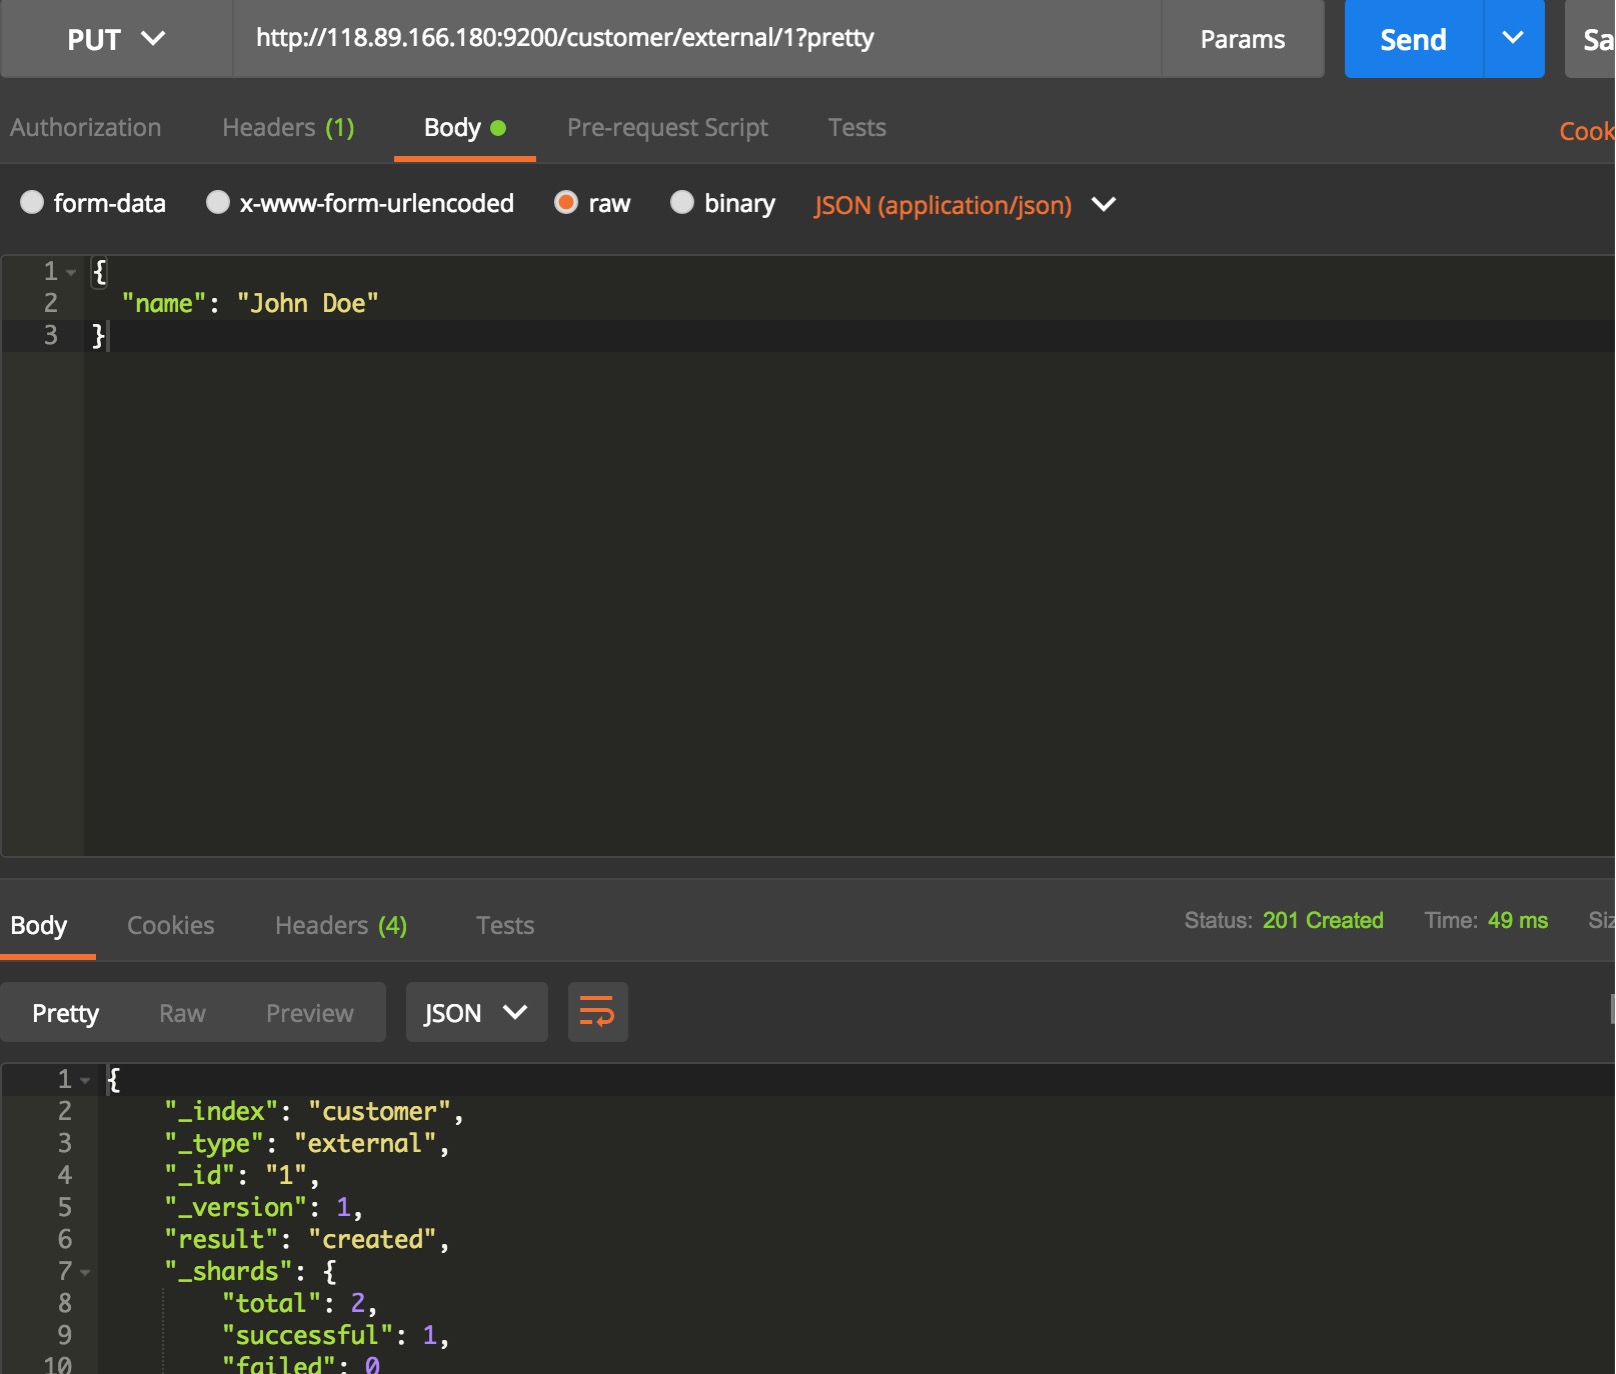 PUT http://118.89.166.180:9200/customer/external/1?pretty Params Send Sa
Authorization Headers (1) Body Pre-request Script Tests Cook
form-data x-www-form-urlencoded raw binary JSON (application/json)
1 {
2 "name": "John Doe"
3 }
Body Cookies Headers (4) Tests Status: 201 Created Time: 49 ms Siz
Pretty Raw Preview JSON
1 {
2 "_index": "customer",
3 "_type": "external",
4 "_id": "1",
5 "_version": 1,
6 "result": "created",
7 "_shards": {
8 "total": 2,
9 "successful": 1,
10 "failed": 0